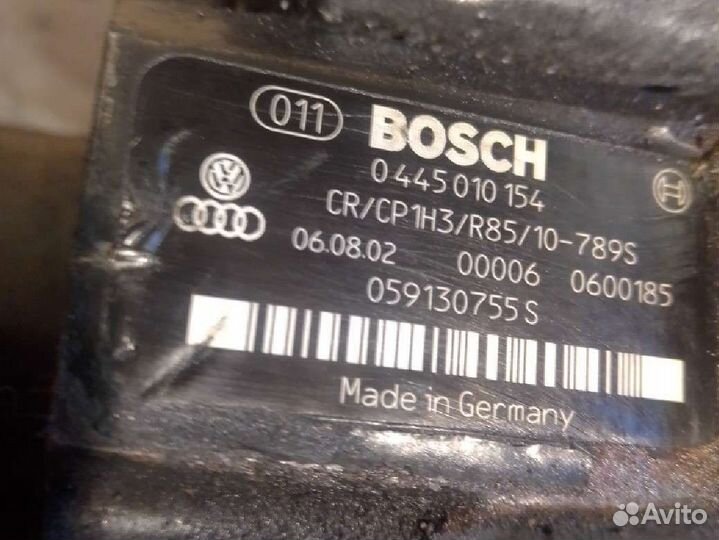 011 BOSCH
0 445 010 154
CR/CP1H3/R85/10-789S
06.08.02 00006 0600185
059130755S
Made in Germany
Avito